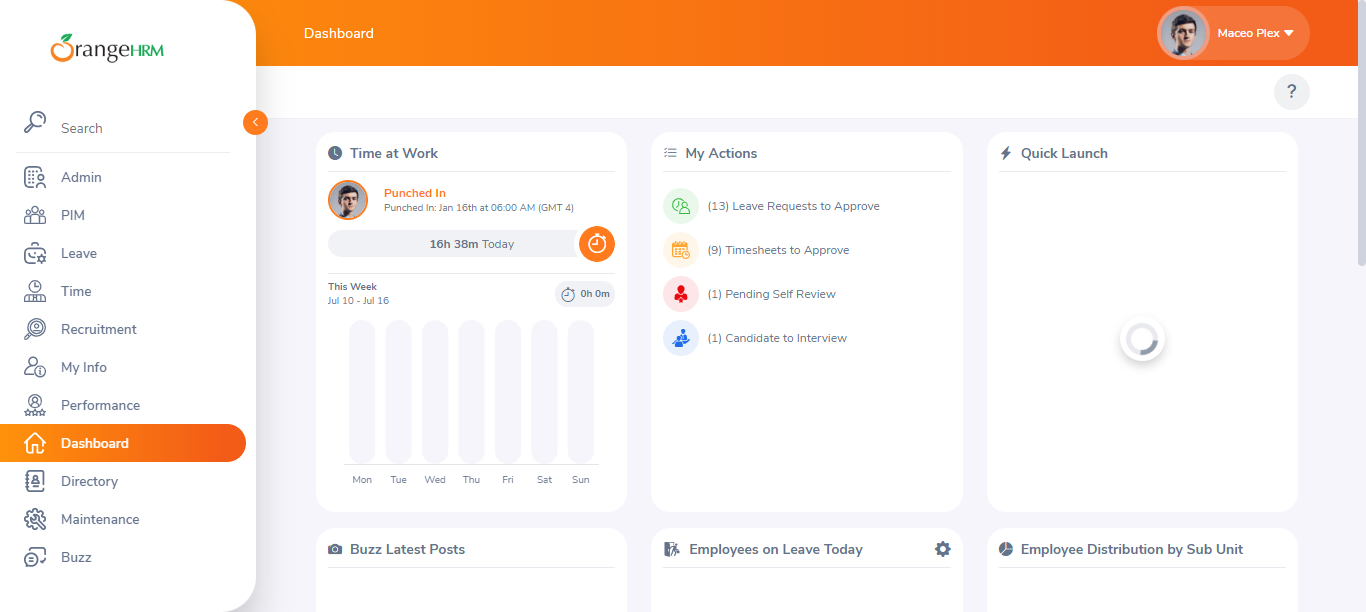 OrangeHRM
Dashboard
Maceo Plex
?
Search
Admin
PIM
Leave
Time
Recruitment
My Info
Performance
Dashboard
Directory
Maintenance
Buzz
Time at Work
Punched In
Punched In: Jan 16th at 06:00 AM (GMT 4)
16h 38m Today
This Week
Jul 10 - Jul 16
0h 0m
Mon Tue Wed Thu Fri Sat Sun
My Actions
(13) Leave Requests to Approve
(9) Timesheets to Approve
(1) Pending Self Review
(1) Candidate to Interview
Quick Launch
Buzz Latest Posts
Employees on Leave Today
Employee Distribution by Sub Unit